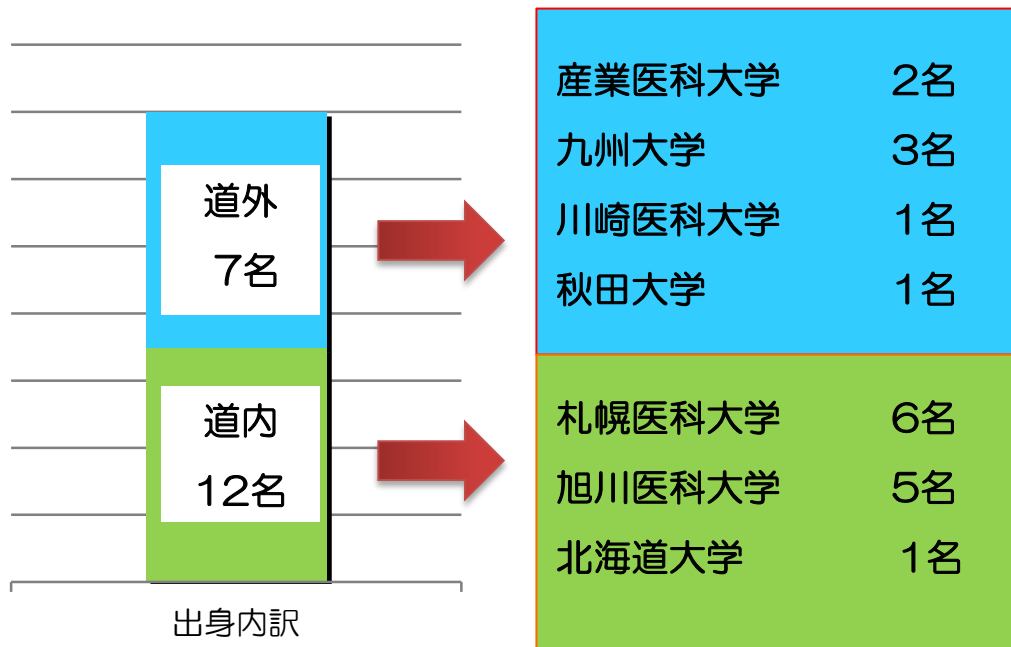 道外
７名
道内
１２名
出身内訳
産業医科大学　２名
九州大学　３名
川崎医科大学　１名
秋田大学　１名
札幌医科大学　６名
旭川医科大学　５名
北海道大学　１名